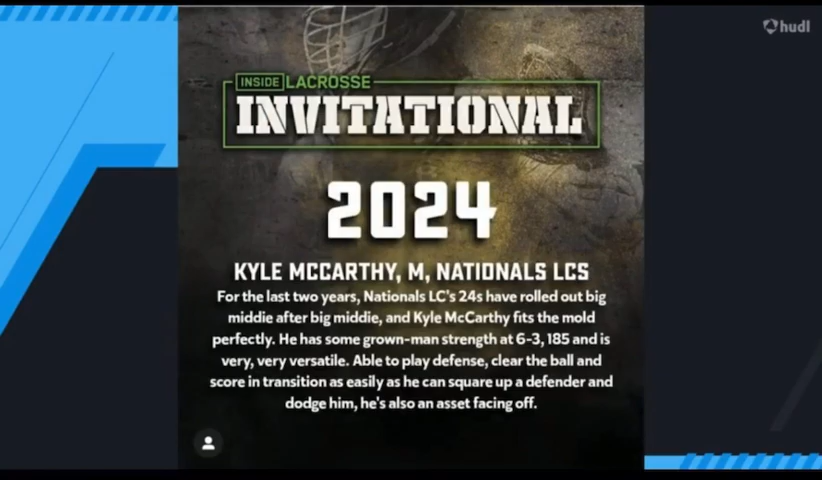 hudl
INSIDE LACROSSE
INVITATIONAL
2024
KYLE MCCARTHY, M, NATIONALS LCS
For the last two years, Nationals LC's 24s have rolled out big
middie after big middie, and Kyle McCarthy fits the mold
perfectly. He has some grown-man strength at 6-3, 185 and is
very, very versatile. Able to play defense, clear the ball and
score in transition as easily as he can square up a defender and
dodge him, he's also an asset facing off.